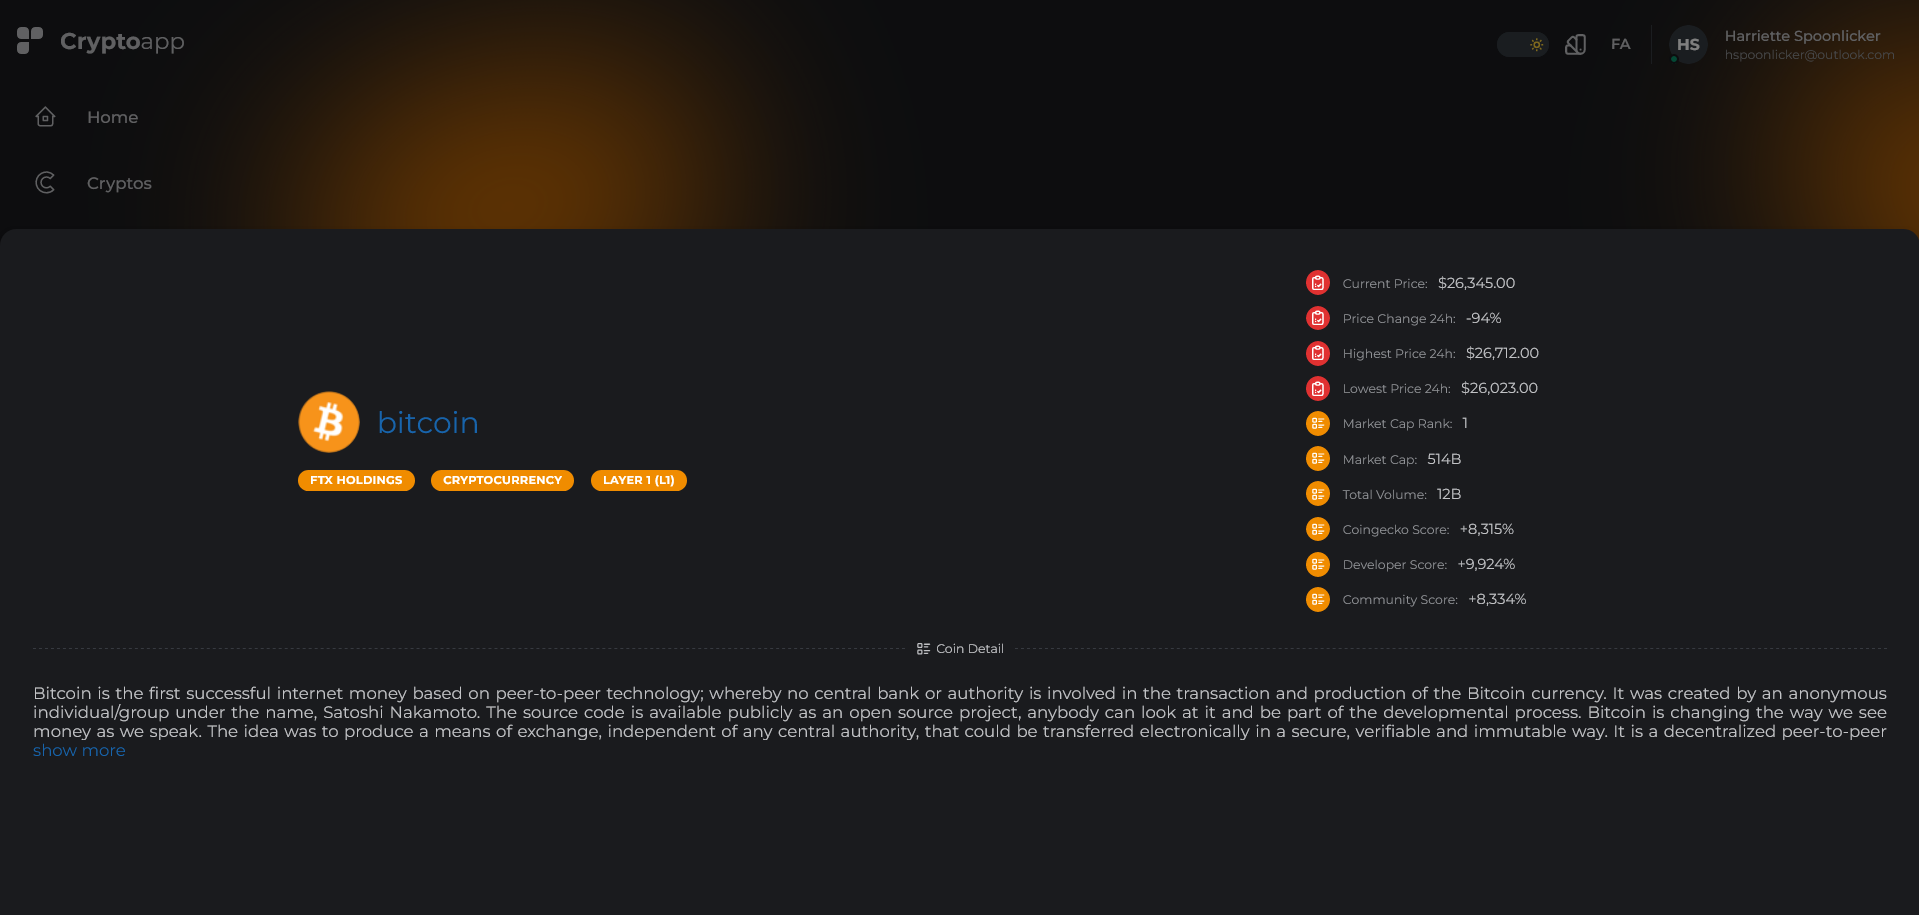 Cryptoapp
FA
HS
Harriette Spoonlicker
hspoonlicker@outlook.com
Home
Cryptos
bitcoin
FTX HOLDINGS
CRYPTOCURRENCY
LAYER 1 (L1)
Current Price: $26,345.00
Price Change 24h: -94%
Highest Price 24h: $26,712.00
Lowest Price 24h: $26,023.00
Market Cap Rank: 1
Market Cap: 514B
Total Volume: 12B
Coingecko Score: +8,315%
Developer Score: +9,924%
Community Score: +8,334%
Coin Detail
Bitcoin is the first successful internet money based on peer-to-peer technology; whereby no central bank or authority is involved in the transaction and production of the Bitcoin currency. It was created by an anonymous
individual/group under the name, Satoshi Nakamoto. The source code is available publicly as an open source project, anybody can look at it and be part of the developmental process. Bitcoin is changing the way we see
money as we speak. The idea was to produce a means of exchange, independent of any central authority, that could be transferred electronically in a secure, verifiable and immutable way. It is a decentralized peer-to-peer
show more